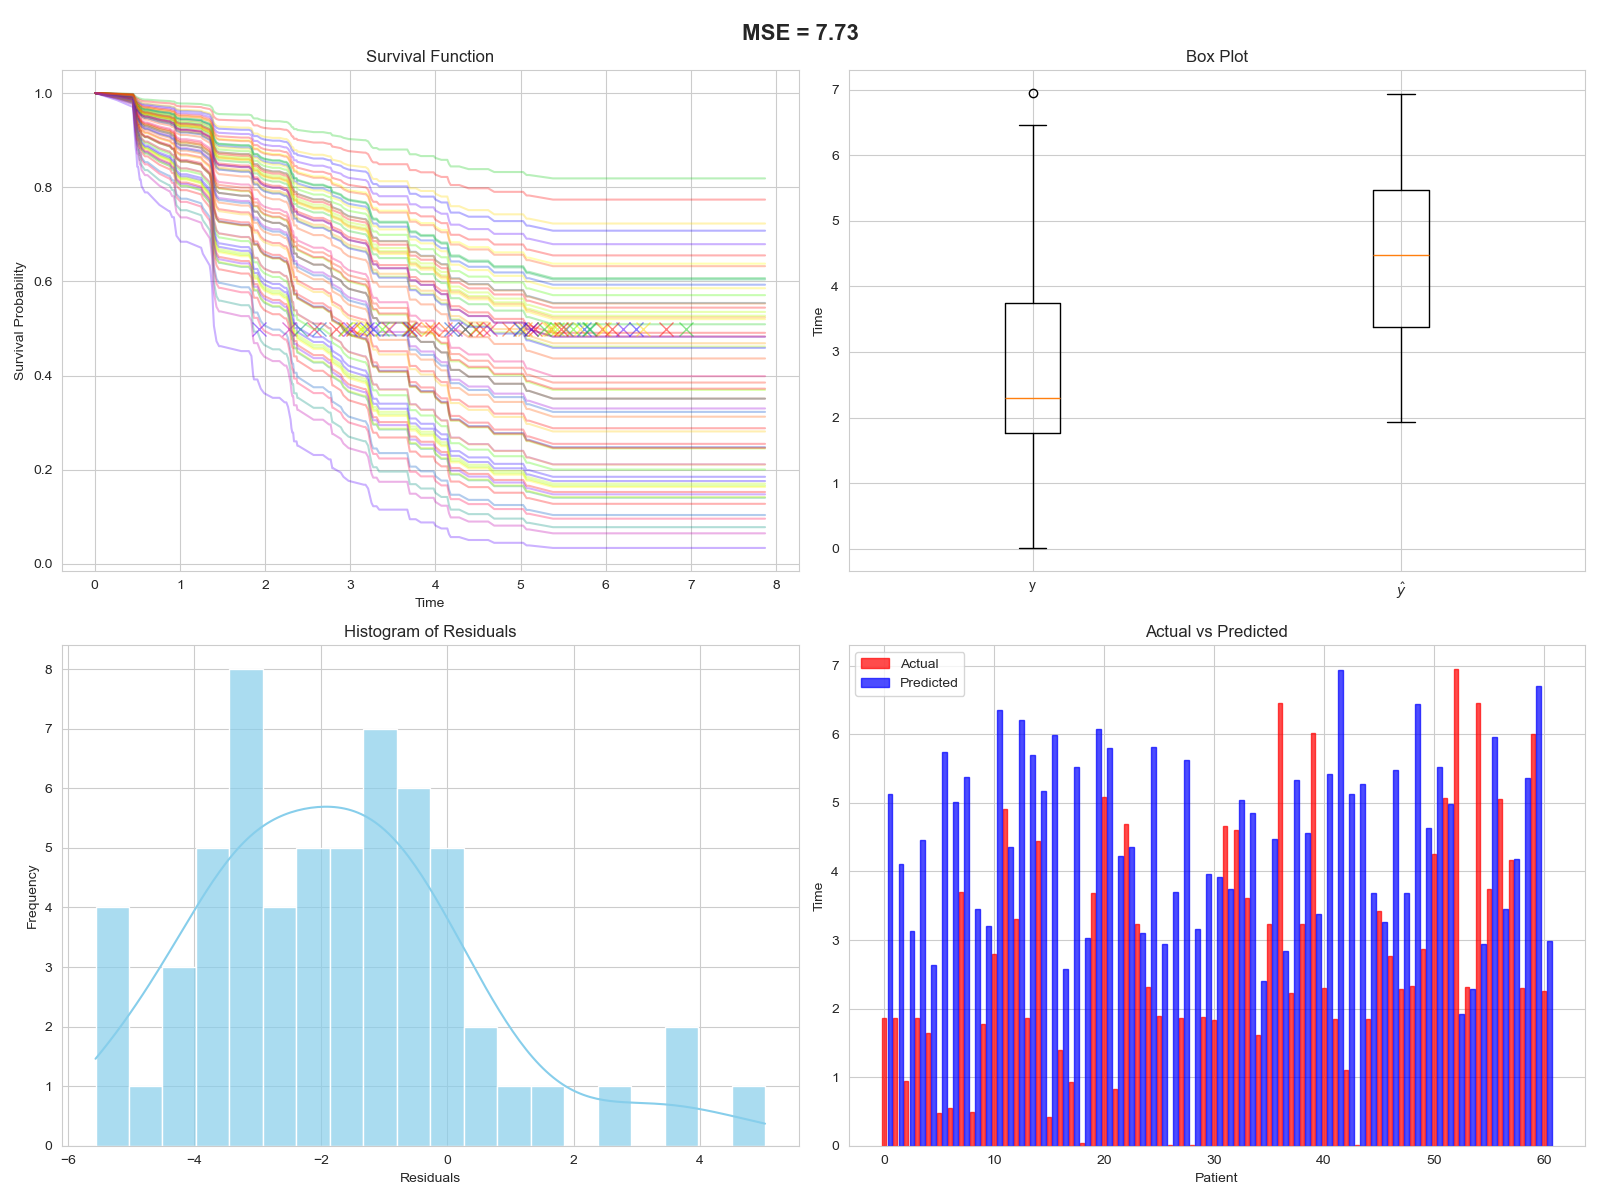 MSE = 7.73
Survival Function
1.0
0.8
0.6
0.4
0.2
0.0
Survival Probability
0 1 2 3 4 5 6 7 8
Time
Box Plot
7
6
5
4
3
2
1
0
Time
y ŷ
Histogram of Residuals
8
7
6
5
4
3
2
1
0
Frequency
−6 −4 −2 0 2 4
Residuals
Actual vs Predicted
Actual
Predicted
7
6
5
4
3
2
1
0
Time
0 10 20 30 40 50 60
Patient